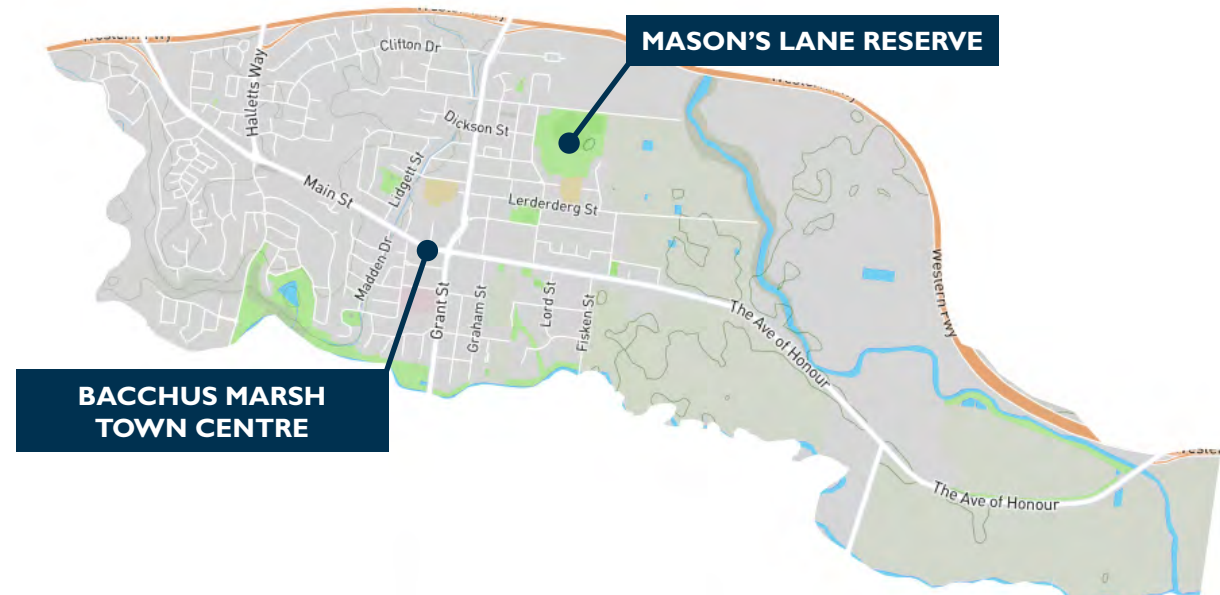 MASON'S LANE RESERVE
Clifton Dr
Halletts Way
Dickson St
Lidgett St
Main St
Lerderderg St
Madden Dr
Grant St
Graham St
Lord St
Fisken St
Western Fwy
The Ave of Honour
BACCHUS MARSH
TOWN CENTRE
The Ave of Honour